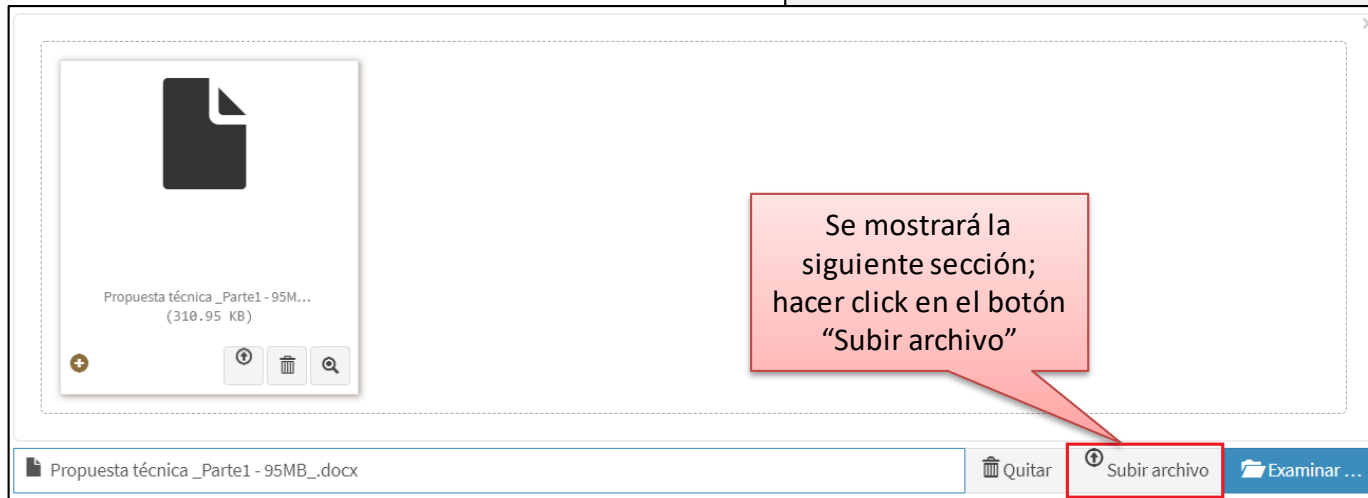 Propuesta técnica _Parte1 - 95M...
(310.95 KB)
Se mostrará la
siguiente sección;
hacer click en el botón
“Subir archivo”
Propuesta técnica _Parte1 - 95MB_.docx
Quitar
Subir archivo
Examinar ...